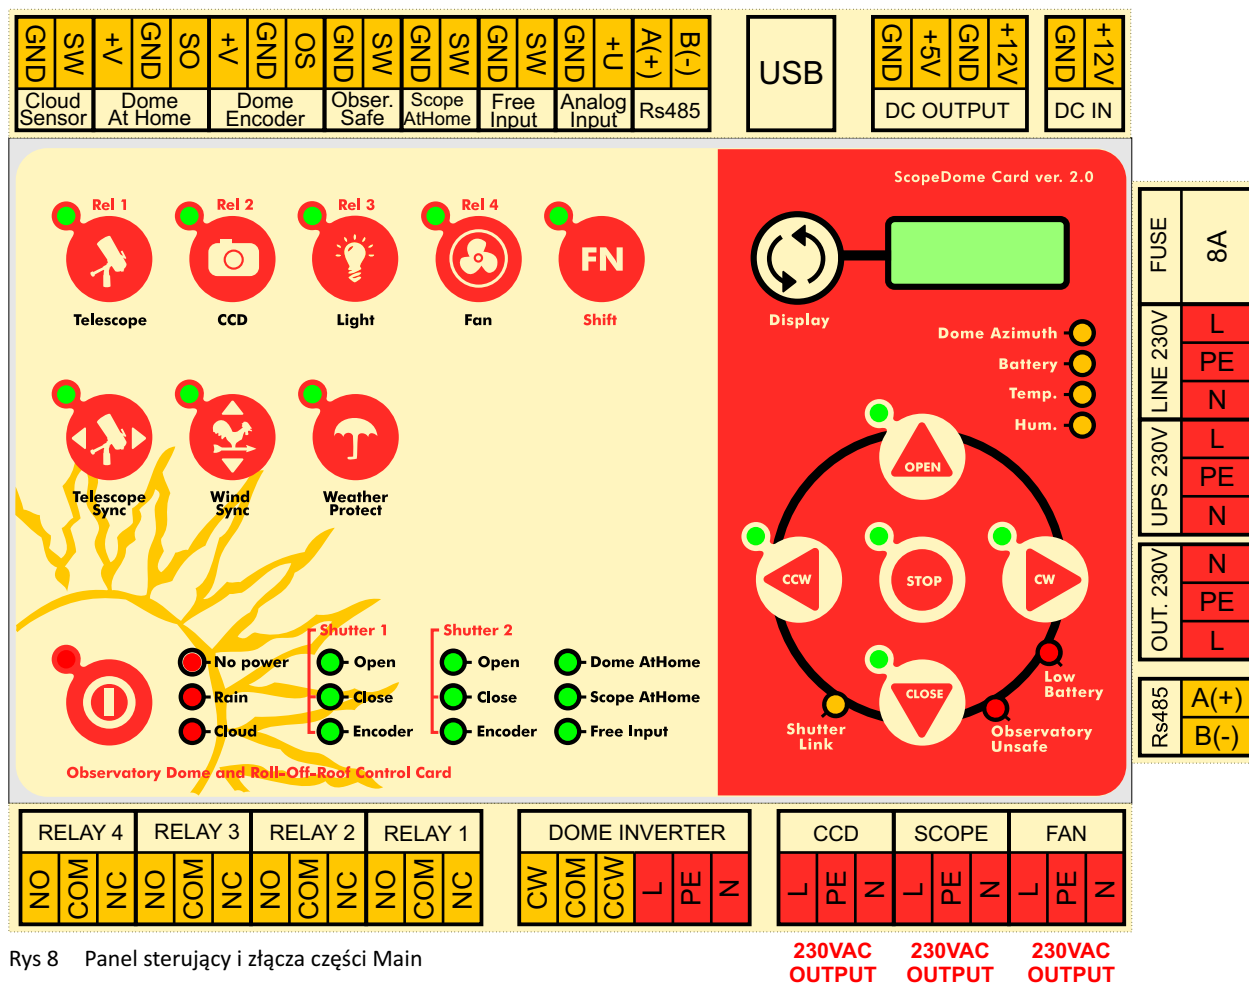 GND SW +V GND SO +V GND OS GND SW GND SW GND SW GND +U A(+) B(-)
Cloud Sensor
Dome At Home
Dome Encoder
Obser. Safe
Scope AtHome
Free Input
Analog Input
Rs485
USB
GND +5V GND +12V
DC OUTPUT
GND +12V
DC IN
ScopeDome Card ver. 2.0
Rel 1
Rel 2
Rel 3
Rel 4
FN
Telescope
CCD
Light
Fan
Shift
Display
Dome Azimuth
Battery
Temp.
Hum.
Telescope
Sync
Wind
Sync
Weather
Protect
OPEN
CCW
STOP
CW
CLOSE
Low
Battery
Shutter
Link
Observatory
Unsafe
Shutter 1
Shutter 2
No power
Open
Open
Dome AtHome
Rain
Close
Close
Scope AtHome
Cloud
Encoder
Encoder
Free Input
Observatory Dome and Roll-Off-Roof Control Card
FUSE
8A
LINE 230V
L
PE
N
UPS 230V
L
PE
N
OUT. 230V
N
PE
L
Rs485
A(+)
B(-)
RELAY 4
RELAY 3
RELAY 2
RELAY 1
NO COM NC NO COM NC NO COM NC NO COM NC
DOME INVERTER
CW COM CCW L PE N
CCD
SCOPE
FAN
L PE N L PE N L PE N
230VAC
OUTPUT
230VAC
OUTPUT
230VAC
OUTPUT
Rys 8 Panel sterujący i złącza części Main